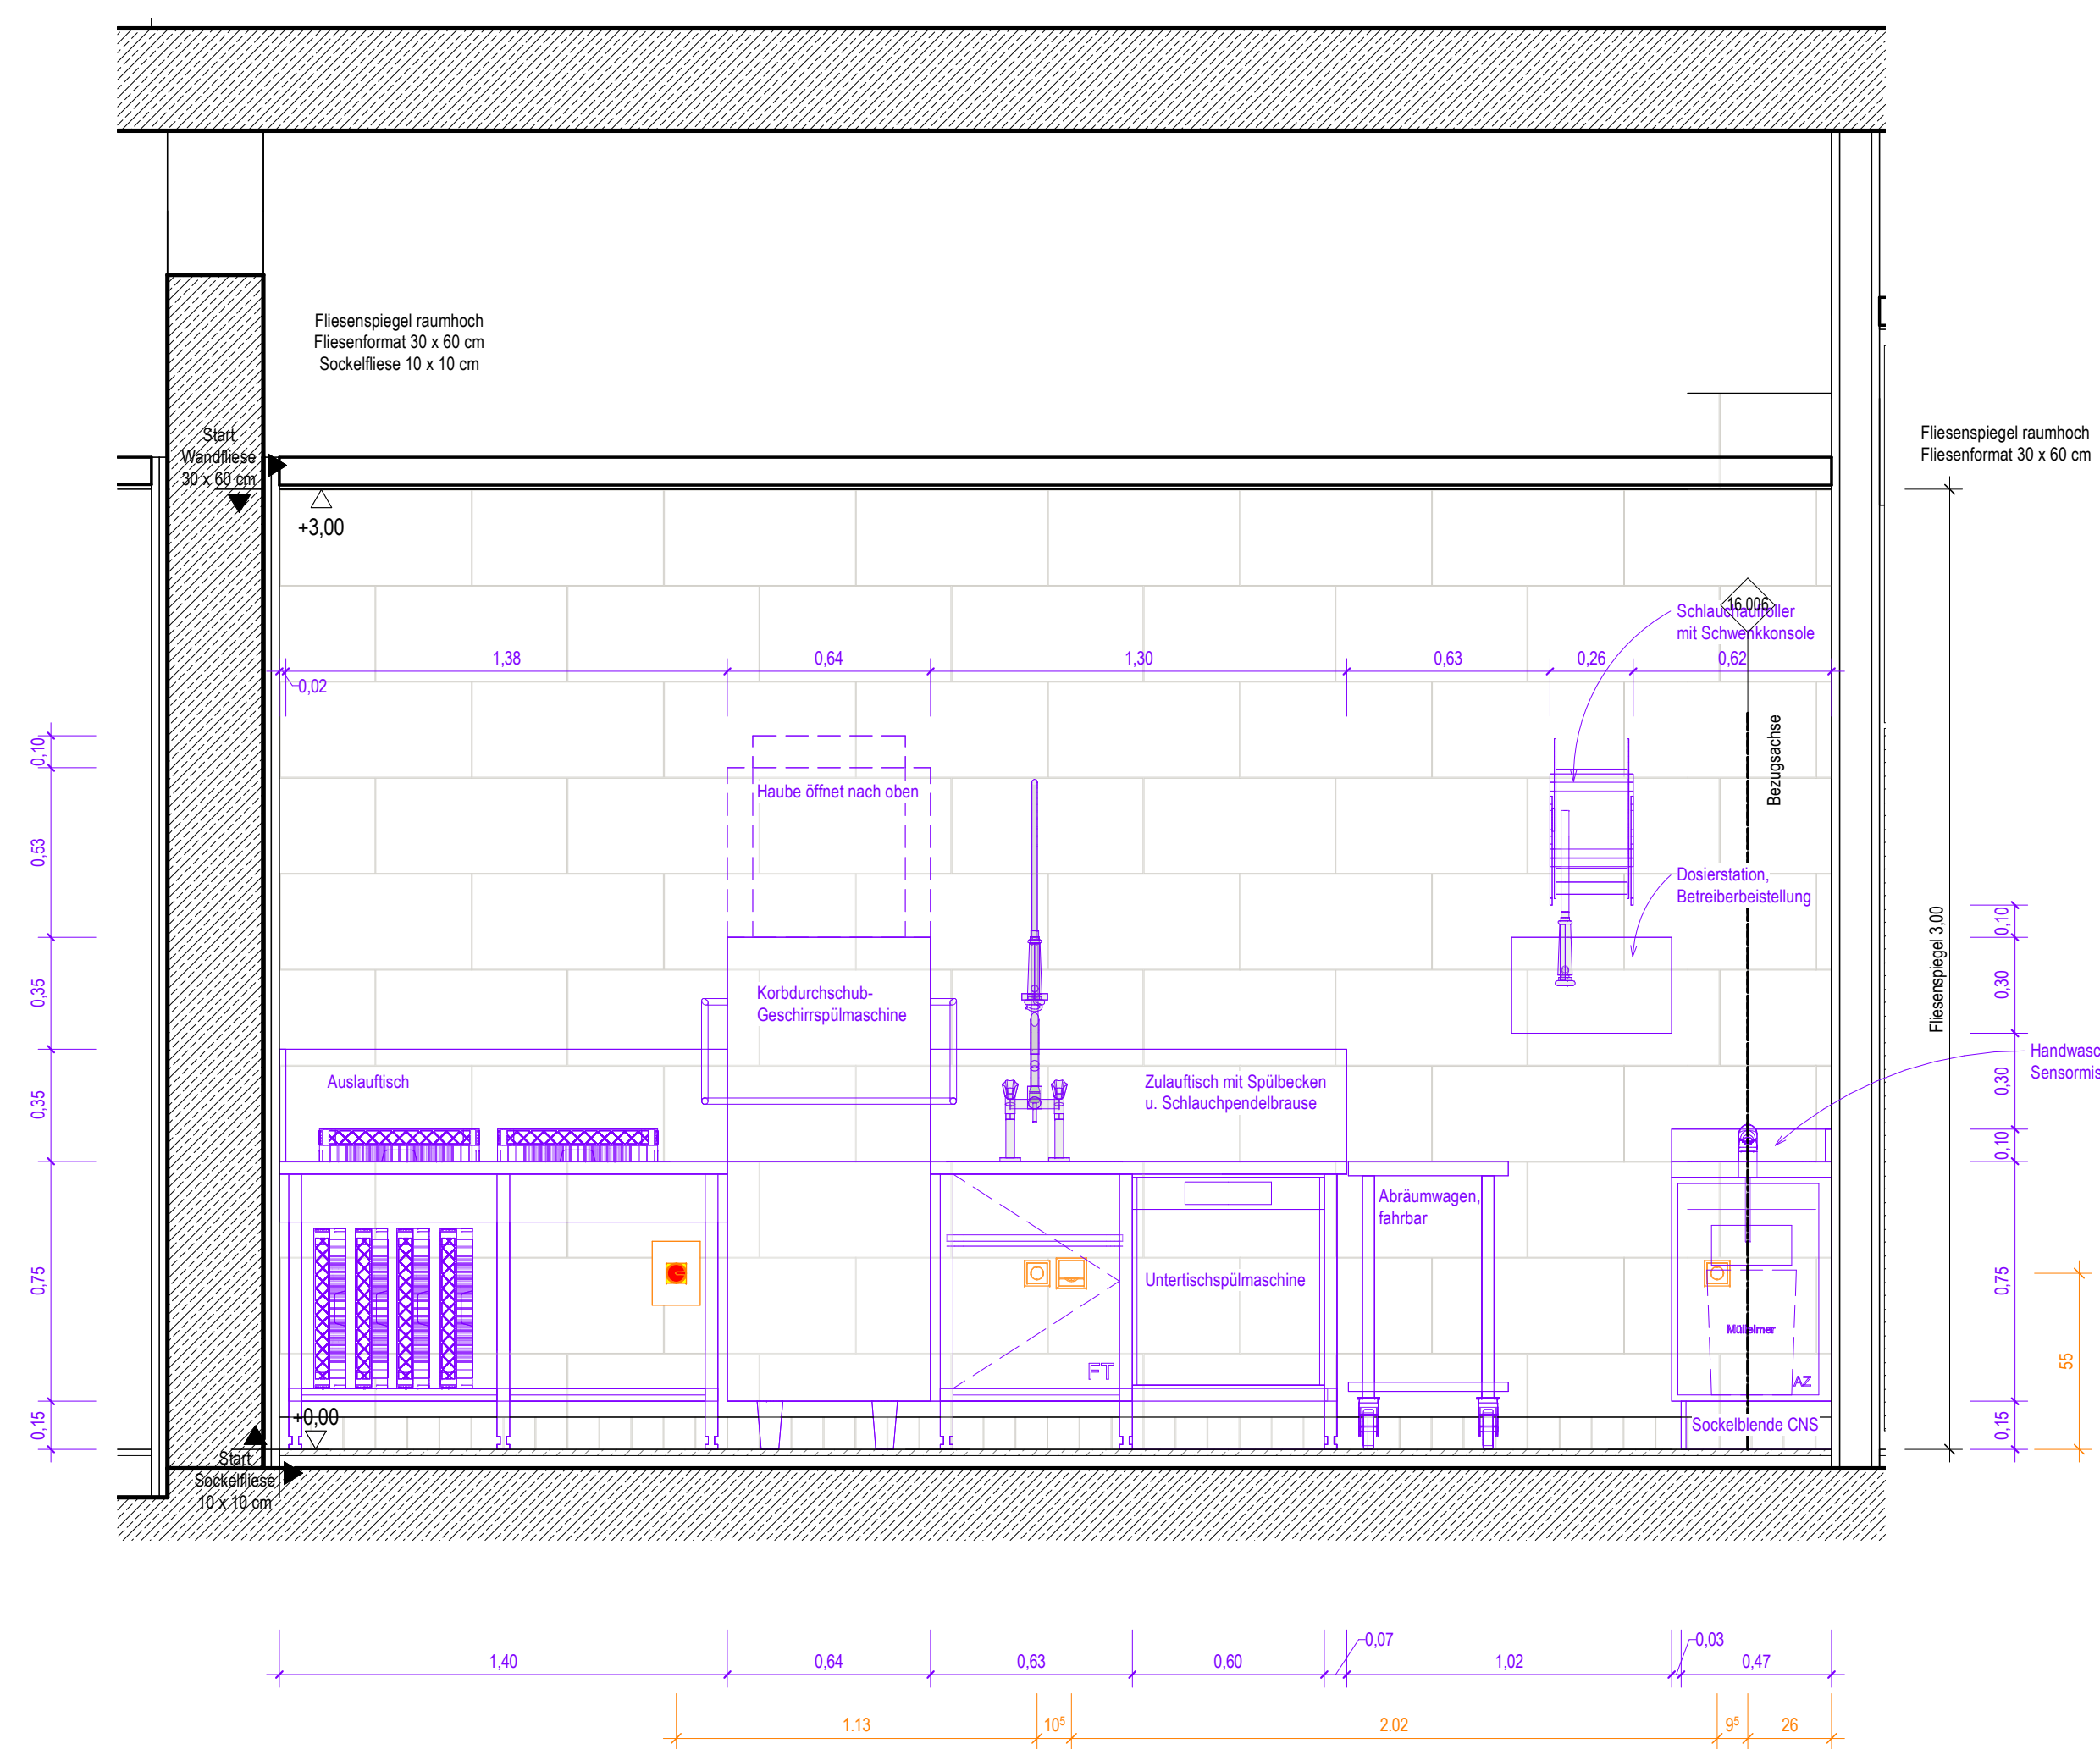 Fliesenspiegel raumhoch
Fliesenformat 30 x 60 cm
Sockelfliese 10 x 10 cm
Start
Wandfliese
30 x 60 cm
Fliesenspiegel raumhoch
Fliesenformat 30 x 60 cm
+3,00
16.006
Schlauchaufroller
mit Schwenkkonsole
1,38
0,64
1,30
0,63
0,26
0,62
0,02
Bezugsachse
0,10
0,53
0,35
0,35
0,75
0,15
Haube öffnet nach oben
Dosierstation,
Betreiberbeistellung
Korbdurchschub-
Geschirrspülmaschine
Fliesenspiegel 3,00
0,10
0,30
0,30
0,10
0,75
0,15
55
Handwasc
Sensormis
Auslauftisch
Zulauftisch mit Spülbecken
u. Schlauchpendelbrause
Abräumwagen,
fahrbar
Untertischspülmaschine
Mülleimer
FT
AZ
+0,00
Sockelblende CNS
Start
Sockelfliese
10 x 10 cm
0,07
0,03
1,40
0,64
0,63
0,60
1,02
0,47
1.13
10⁵
2.02
9⁵
26